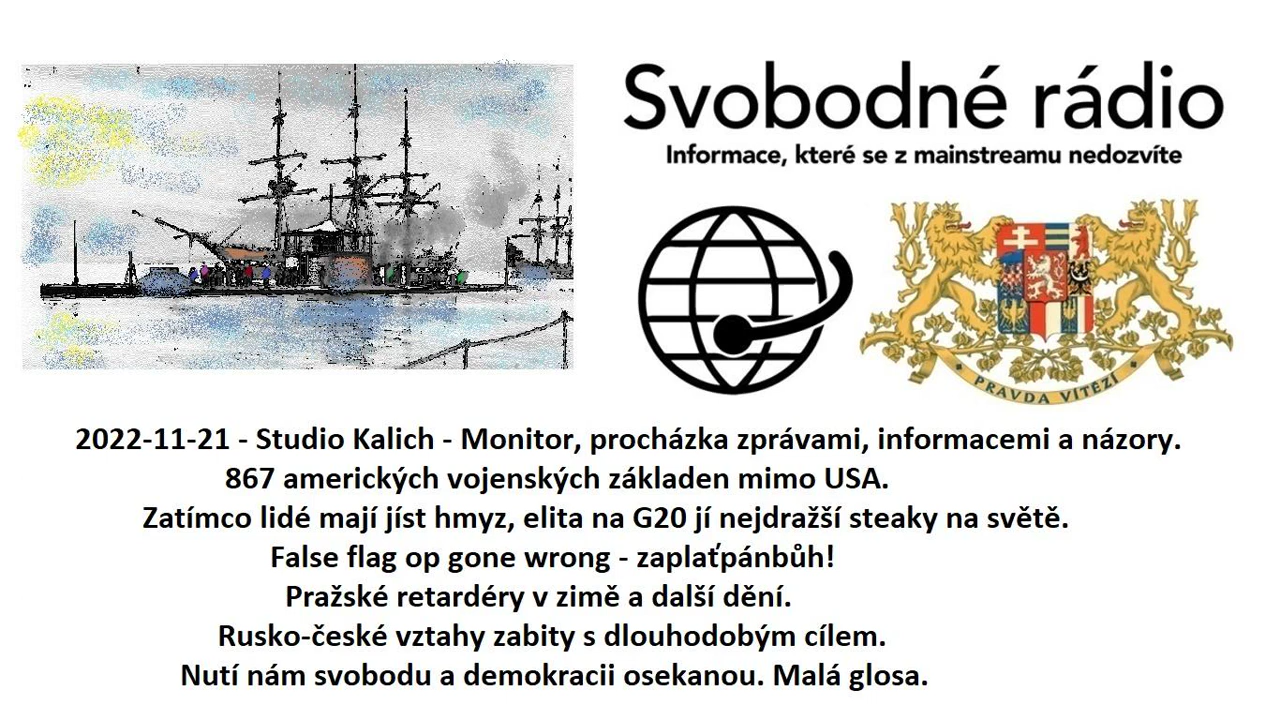 Svobodné rádio
Informace, které se z mainstreamu nedozvíte
PRAVDA VÍTĚZÍ
2022-11-21 - Studio Kalich - Monitor, procházka zprávami, informacemi a názory.
867 amerických vojenských základen mimo USA.
Zatímco lidé mají jíst hmyz, elita na G20 jí nejdražší steaky na světě.
False flag op gone wrong - zaplaťpánbůh!
Pražské retardéry v zimě a další dění.
Rusko-české vztahy zabity s dlouhodobým cílem.
Nutí nám svobodu a demokracii osekanou. Malá glosa.